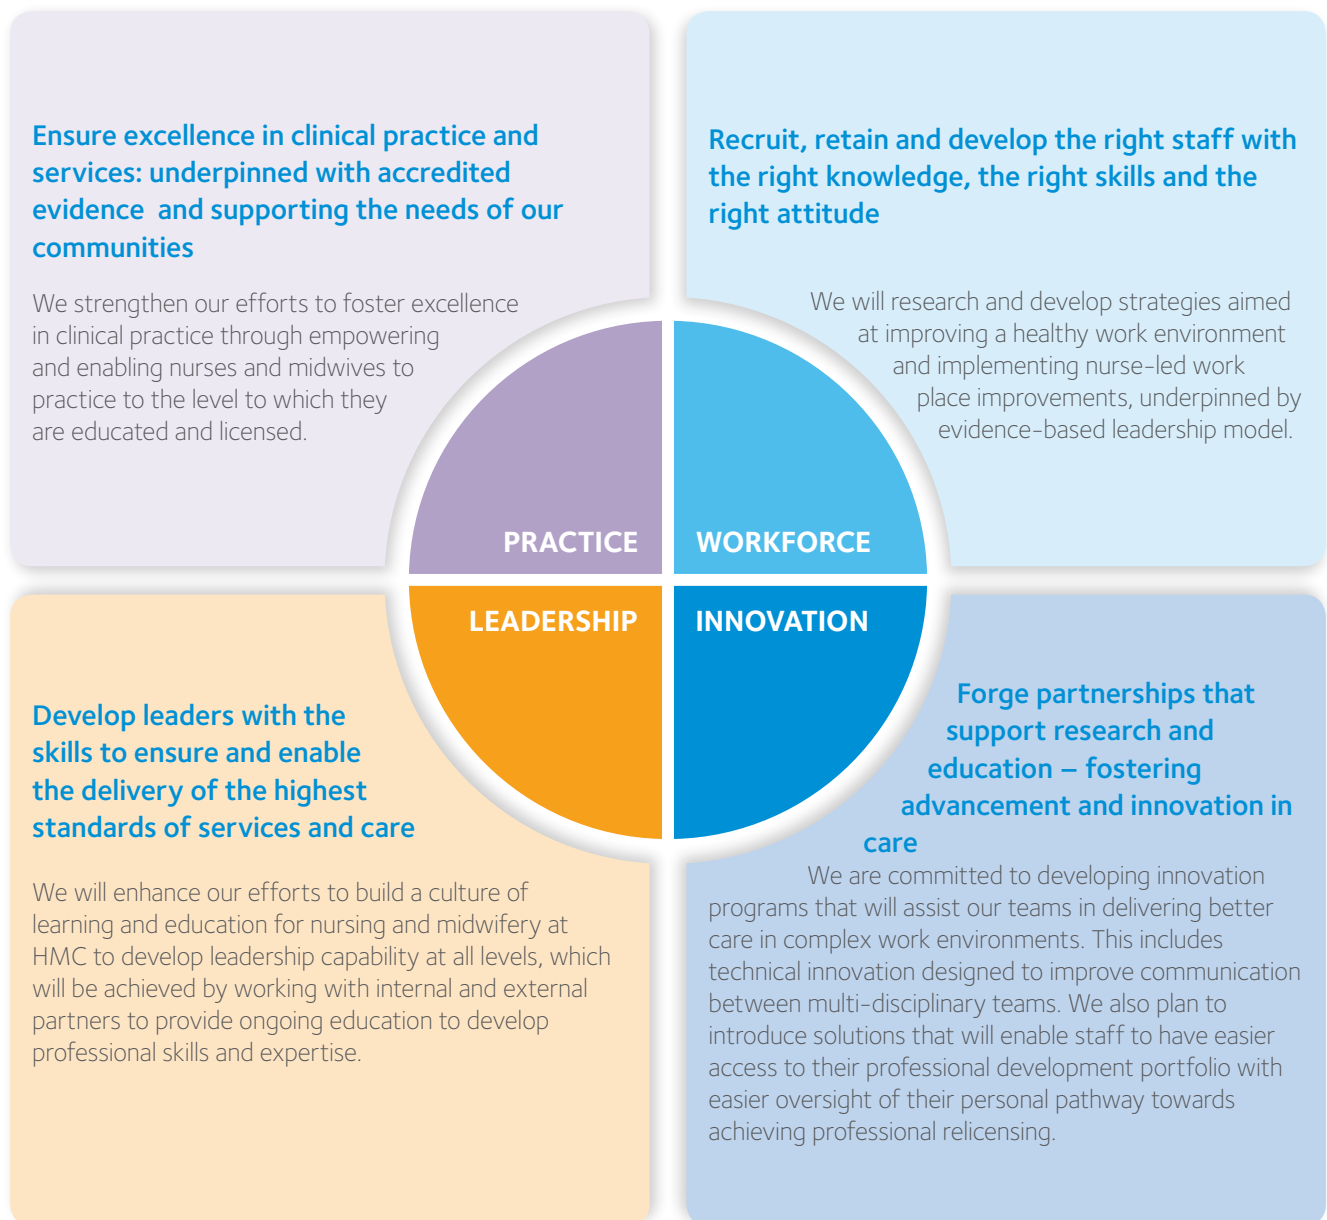 Ensure excellence in clinical practice and
services: underpinned with accredited
evidence  and supporting the needs of our
communities
We strengthen our efforts to foster excellence
in clinical practice through empowering
and enabling nurses and midwives to
practice to the level to which they
are educated and licensed.
Recruit, retain and develop the right staff with
the right knowledge, the right skills and the
right attitude
We will research and develop strategies aimed
at improving a healthy work environment
and implementing nurse-led work
place improvements, underpinned by
evidence-based leadership model.
PRACTICE
WORKFORCE
LEADERSHIP
INNOVATION
Develop leaders with the
skills to ensure and enable
the delivery of the highest
standards of services and care
We will enhance our efforts to build a culture of
learning and education for nursing and midwifery at
HMC to develop leadership capability at all levels, which
will be achieved by working with internal and external
partners to provide ongoing education to develop
professional skills and expertise.
Forge partnerships that
support research and
education – fostering
advancement and innovation in
care
We are committed to developing innovation
programs that will assist our teams in delivering better
care in complex work environments. This includes
technical innovation designed to improve communication
between multi-disciplinary teams. We also plan to
introduce solutions that will enable staff to have easier
access to their professional development portfolio with
easier oversight of their personal pathway towards
achieving professional relicensing.